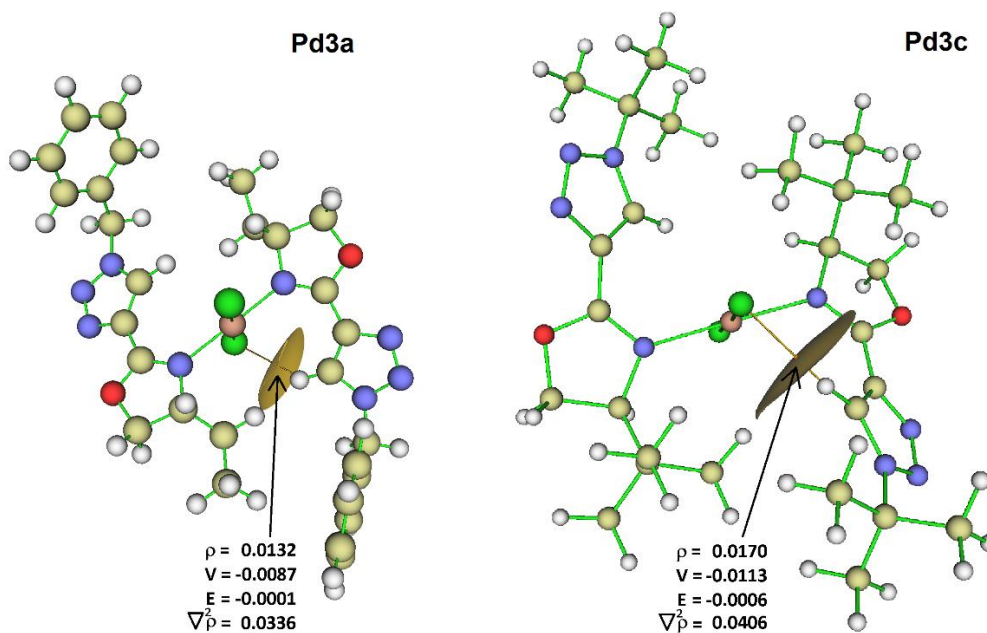 Pd3a
Pd3c
ρ = 0.0132
V = -0.0087
E = -0.0001
∇²ρ = 0.0336
ρ = 0.0170
V = -0.0113
E = -0.0006
∇²ρ = 0.0406